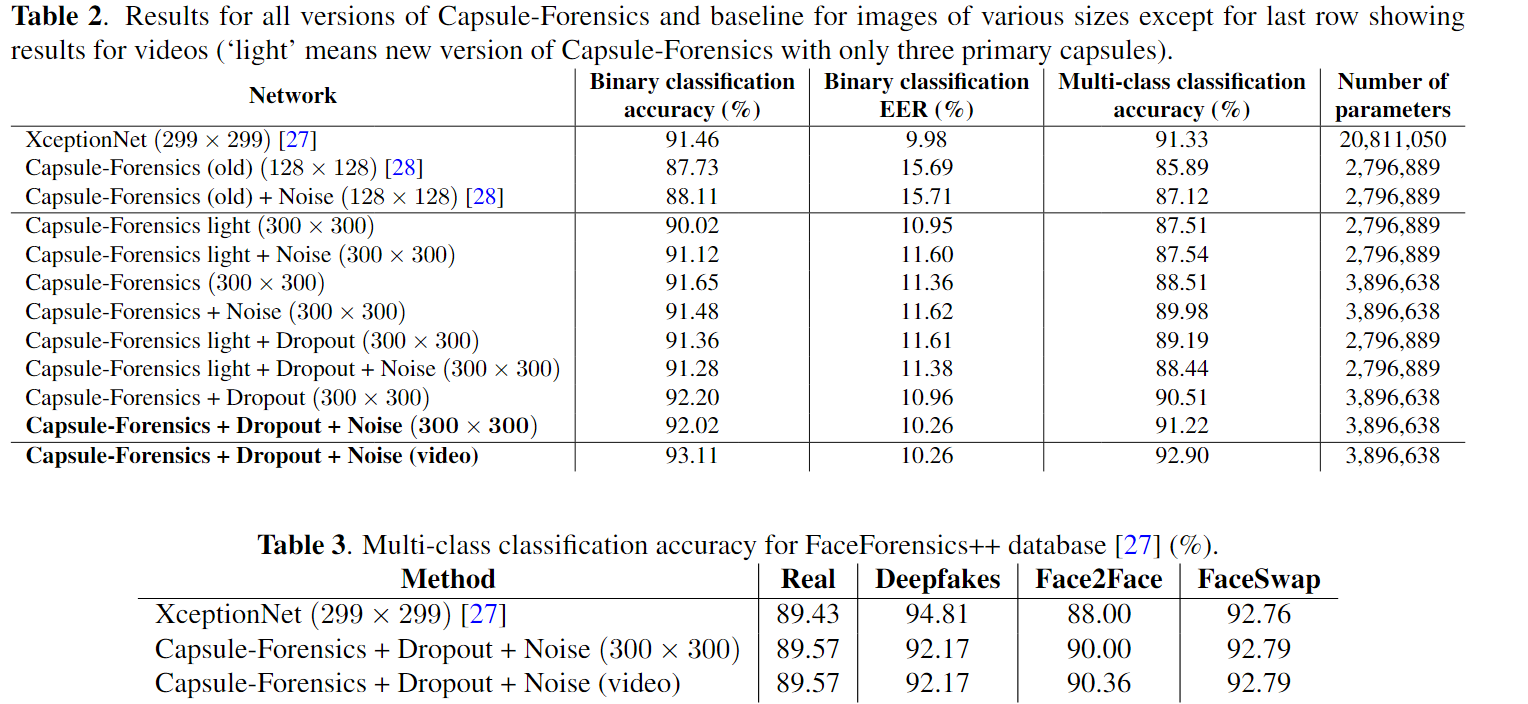 Table 2. Results for all versions of Capsule-Forensics and baseline for images of various sizes except for last row showing
results for videos (‘light’ means new version of Capsule-Forensics with only three primary capsules).
Network Binary classification accuracy (%) Binary classification EER (%) Multi-class classification accuracy (%) Number of parameters
XceptionNet (299 × 299) [27] 91.46 9.98 91.33 20,811,050
Capsule-Forensics (old) (128 × 128) [28] 87.73 15.69 85.89 2,796,889
Capsule-Forensics (old) + Noise (128 × 128) [28] 88.11 15.71 87.12 2,796,889
Capsule-Forensics light (300 × 300) 90.02 10.95 87.51 2,796,889
Capsule-Forensics light + Noise (300 × 300) 91.12 11.60 87.54 2,796,889
Capsule-Forensics (300 × 300) 91.65 11.36 88.51 3,896,638
Capsule-Forensics + Noise (300 × 300) 91.48 11.62 89.98 3,896,638
Capsule-Forensics light + Dropout (300 × 300) 91.36 11.61 89.19 2,796,889
Capsule-Forensics light + Dropout + Noise (300 × 300) 91.28 11.38 88.44 2,796,889
Capsule-Forensics + Dropout (300 × 300) 92.20 10.96 90.51 3,896,638
Capsule-Forensics + Dropout + Noise (300 × 300) 92.02 10.26 91.22 3,896,638
Capsule-Forensics + Dropout + Noise (video) 93.11 10.26 92.90 3,896,638
Table 3. Multi-class classification accuracy for FaceForensics++ database [27] (%).
Method Real Deepfakes Face2Face FaceSwap
XceptionNet (299 × 299) [27] 89.43 94.81 88.00 92.76
Capsule-Forensics + Dropout + Noise (300 × 300) 89.57 92.17 90.00 92.79
Capsule-Forensics + Dropout + Noise (video) 89.57 92.17 90.36 92.79